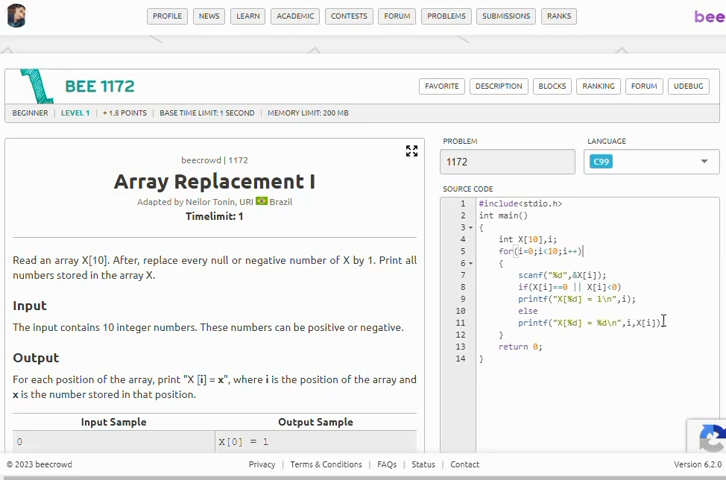 PROFILE NEWS LEARN ACADEMIC CONTESTS FORUM PROBLEMS SUBMISSIONS RANKS bee
BEE 1172
FAVORITE DESCRIPTION BLOCKS RANKING FORUM UDEBUG
BEGINNER LEVEL 1 + 1.8 POINTS BASE TIME LIMIT: 1 SECOND MEMORY LIMIT: 200 MB
beecrowd | 1172
Array Replacement I
Adapted by Neilor Tonin, URI Brazil
Timelimit: 1
Read an array X[10]. After, replace every null or negative number of X by 1. Print all
numbers stored in the array X.
Input
The input contains 10 integer numbers. These numbers can be positive or negative.
Output
For each position of the array, print "X [i] = x", where i is the position of the array and
x is the number stored in that position.
Input Sample Output Sample
0 X[0] = 1
PROBLEM LANGUAGE
1172 C99
SOURCE CODE
1 #include<stdio.h>
2 int main()
3 {
4 int X[10],i;
5 for(i=0;i<10;i++)
6 {
7 scanf("%d",&X[i]);
8 if(X[i]==0 || X[i]<0)
9 printf("X[%d] = 1\n",i);
10 else
11 printf("X[%d] = %d\n",i,X[i])
12 }
13 return 0;
14 }
© 2023 beecrowd Privacy / Terms & Conditions / FAQs / Status / Contact Version 6.2.0